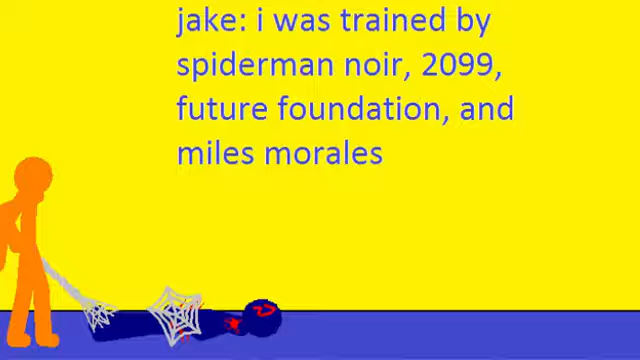 jake: i was trained by
spiderman noir, 2099,
future foundation, and
miles morales